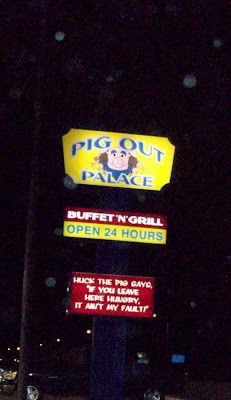 PIG OUT
PALACE
BUFFET 'N' GRILL
OPEN 24 HOURS
HUCK THE PIG SAYS,
"IF YOU LEAVE
HERE HUNGRY,
IT AIN'T MY FAULT!"